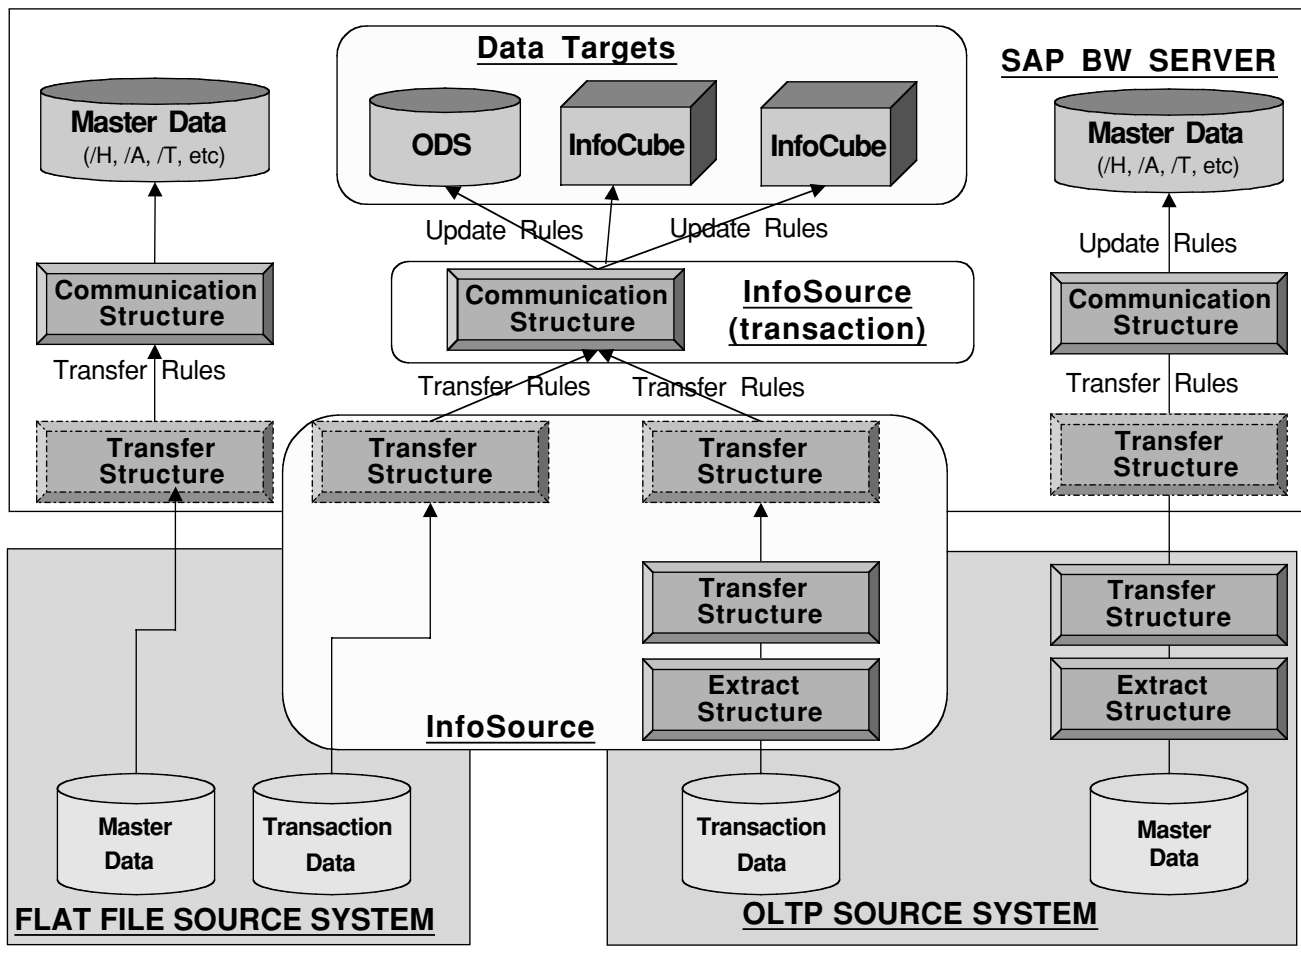 Data Targets
SAP BW SERVER
Master Data
(/H, /A, /T, etc)
ODS
InfoCube
InfoCube
Master Data
(/H, /A, /T, etc)
Update Rules
Update Rules
Update Rules
Communication
Structure
Communication
Structure
InfoSource
(transaction)
Communication
Structure
Transfer Rules
Transfer Rules
Transfer Rules
Transfer Rules
Transfer
Structure
Transfer
Structure
Transfer
Structure
Transfer
Structure
Transfer
Structure
Transfer
Structure
Extract
Structure
Extract
Structure
InfoSource
Master
Data
Transaction
Data
Transaction
Data
Master
Data
FLAT FILE SOURCE SYSTEM
OLTP SOURCE SYSTEM